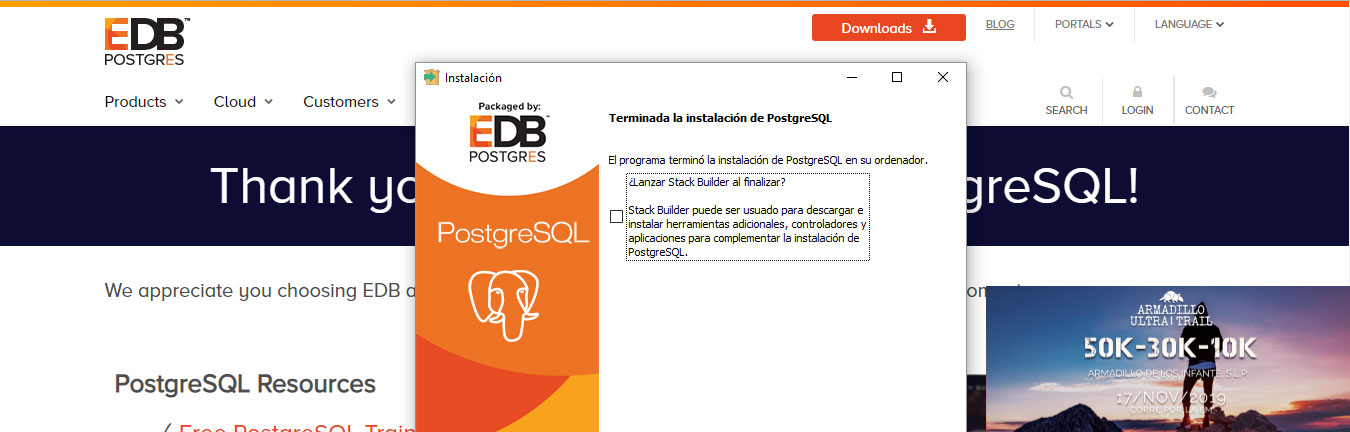 EDB™
POSTGRES
Downloads
BLOG
PORTALS
LANGUAGE
Products
Cloud
Customers
SEARCH
LOGIN
CONTACT
Thank
greSQL!
We appreciate you choosing EDB
PostgreSQL Resources
Free PostgreSQL
Instalación
Packaged by:
EDB™
POSTGRES
PostgreSQL
Terminada la instalación de PostgreSQL
El programa terminó la instalación de PostgreSQL en su ordenador.
¿Lanzar Stack Builder al finalizar?
Stack Builder puede ser usado para descargar e
instalar herramientas adicionales, controladores y
aplicaciones para complementar la instalación de
PostgreSQL.
ARMADILLO
ULTRA TRAIL
50K-30K-10K
ARMADILLO DE LOS INFANTE, S.L.P.
17/NOV/2019
CORRE POR LA EME